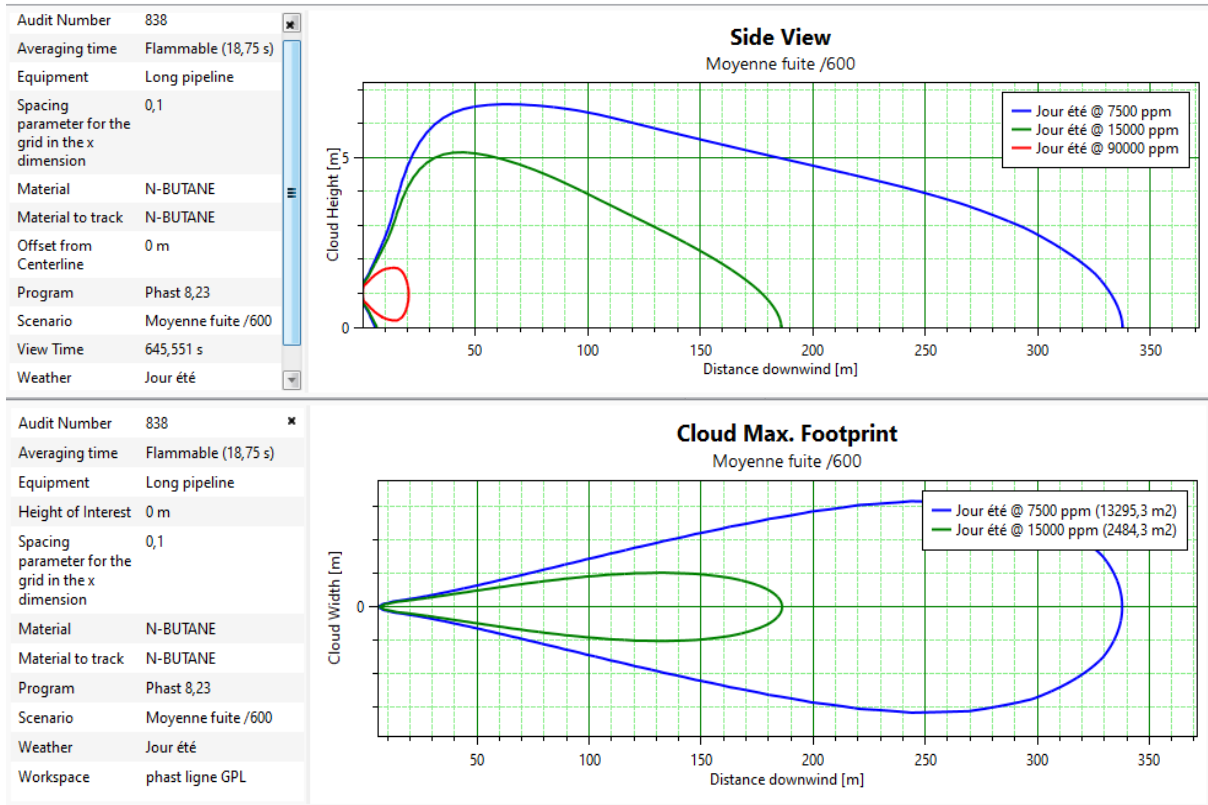 Audit Number 838
Averaging time Flammable (18,75 s)
Equipment Long pipeline
Spacing 0,1
parameter for the
grid in the x
dimension
Material N-BUTANE
Material to track N-BUTANE
Offset from 0 m
Centerline
Program Phast 8,23
Scenario Moyenne fuite /600
View Time 645,551 s
Weather Jour été
Side View
Moyenne fuite /600
Jour été @ 7500 ppm
Jour été @ 15000 ppm
Jour été @ 90000 ppm
Cloud Height [m]
5
0
50 100 150 200 250 300 350
Distance downwind [m]
Audit Number 838
Averaging time Flammable (18,75 s)
Equipment Long pipeline
Height of Interest 0 m
Spacing 0,1
parameter for the
grid in the x
dimension
Material N-BUTANE
Material to track N-BUTANE
Program Phast 8,23
Scenario Moyenne fuite /600
Weather Jour été
Workspace phast ligne GPL
Cloud Max. Footprint
Moyenne fuite /600
Jour été @ 7500 ppm (13295,3 m2)
Jour été @ 15000 ppm (2484,3 m2)
Cloud Width [m]
0
50 100 150 200 250 300 350
Distance downwind [m]